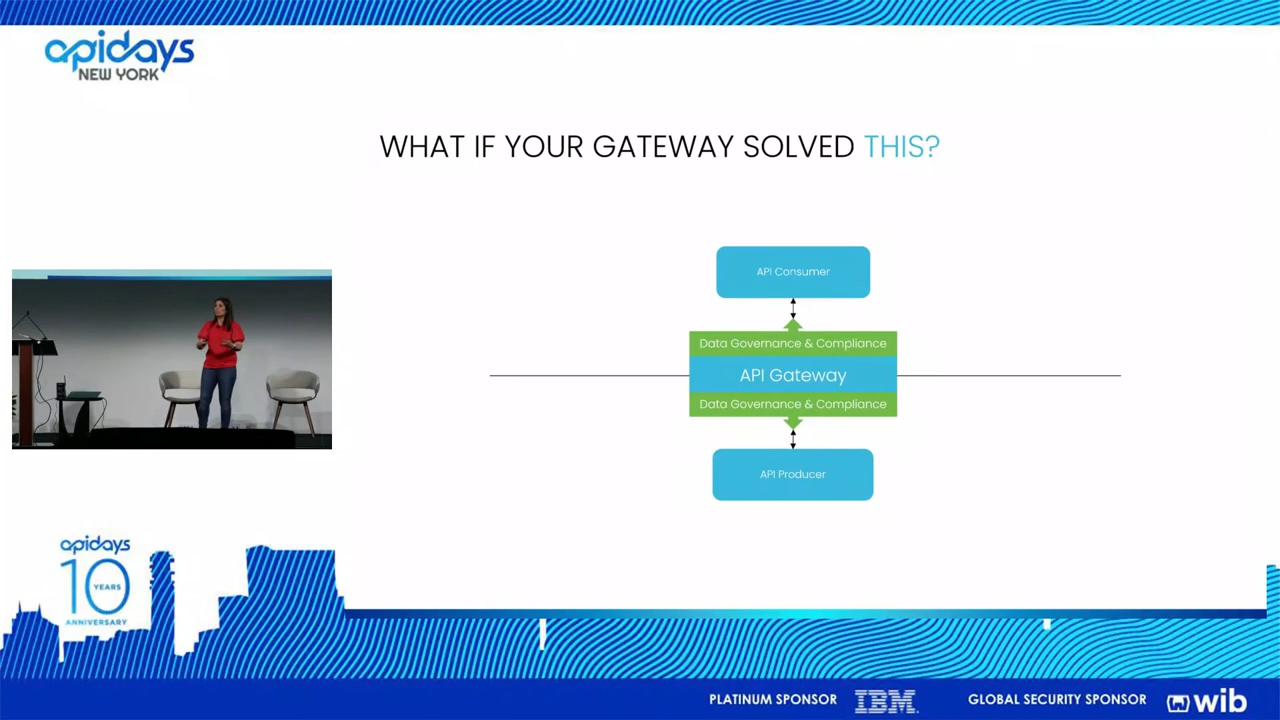 apidays
NEW YORK
WHAT IF YOUR GATEWAY SOLVED THIS?
API Consumer
Data Governance & Compliance
API Gateway
Data Governance & Compliance
API Producer
apidays
10
YEARS
ANNIVERSARY
PLATINUM SPONSOR
IBM
GLOBAL SECURITY SPONSOR
wib